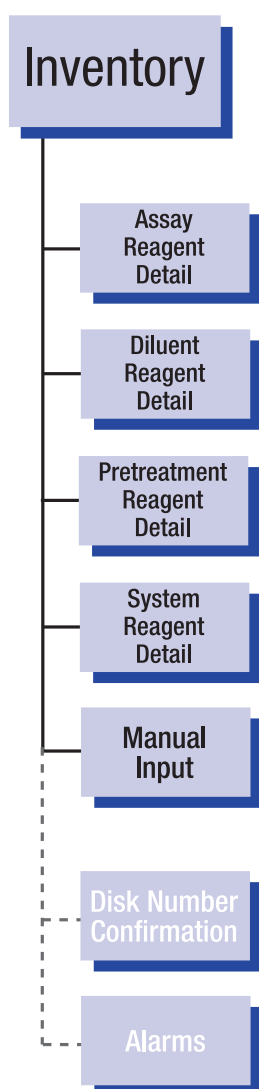 Inventory
Assay
Reagent
Detail
Diluent
Reagent
Detail
Pretreatment
Reagent
Detail
System
Reagent
Detail
Manual
Input
Disk Number
Confirmation
Alarms